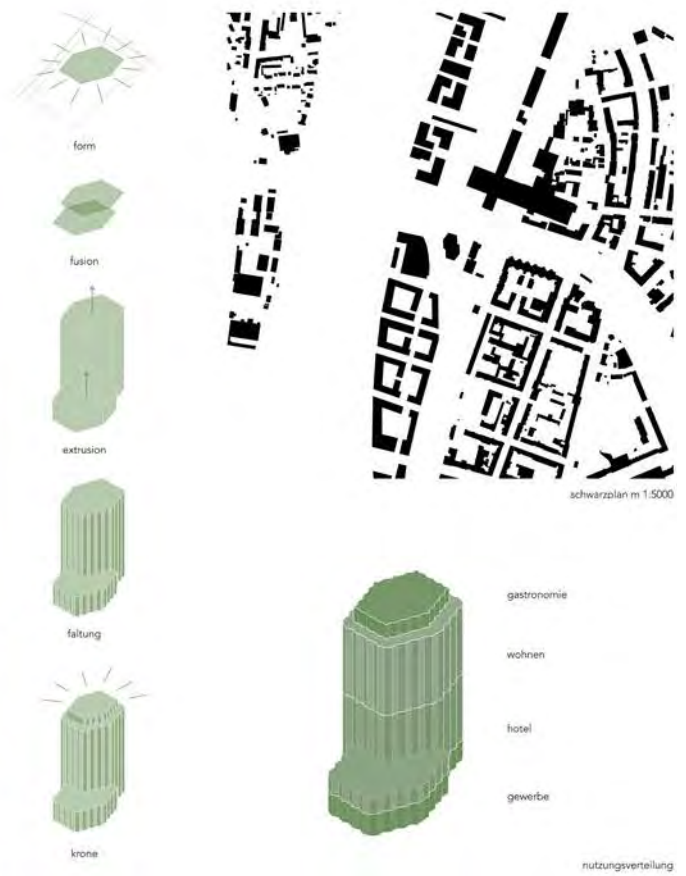 form
fusion
extrusion
faltung
krone
schwarzplan m 1:5000
gastronomie
wohnen
hotel
gewerbe
nutzungsverteilung